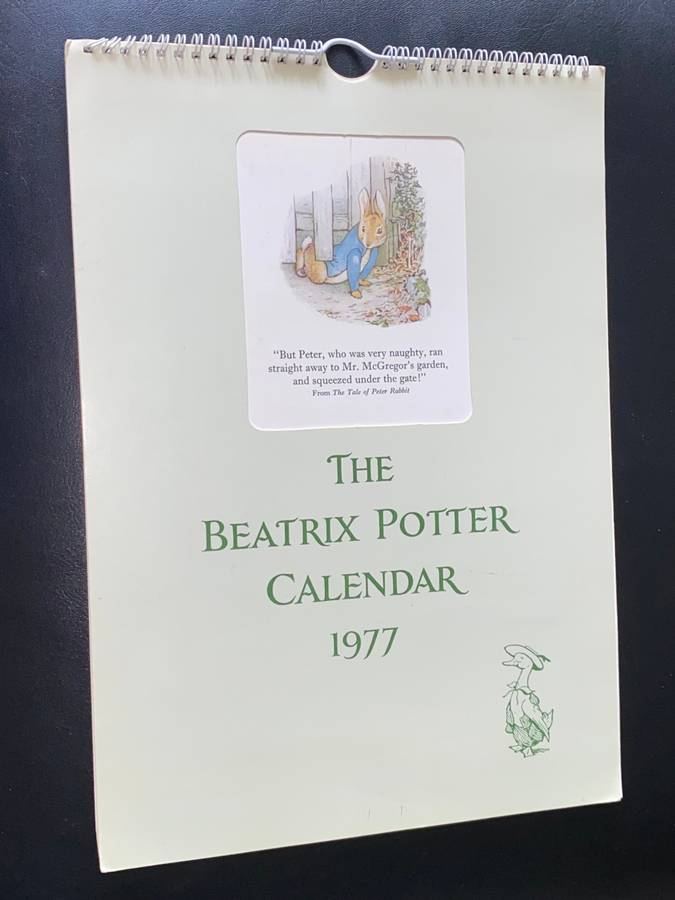 "But Peter, who was very naughty, ran
straight away to Mr. McGregor's garden,
and squeezed under the gate!"
From The Tale of Peter Rabbit
THE
BEATRIX POTTER
CALENDAR
1977